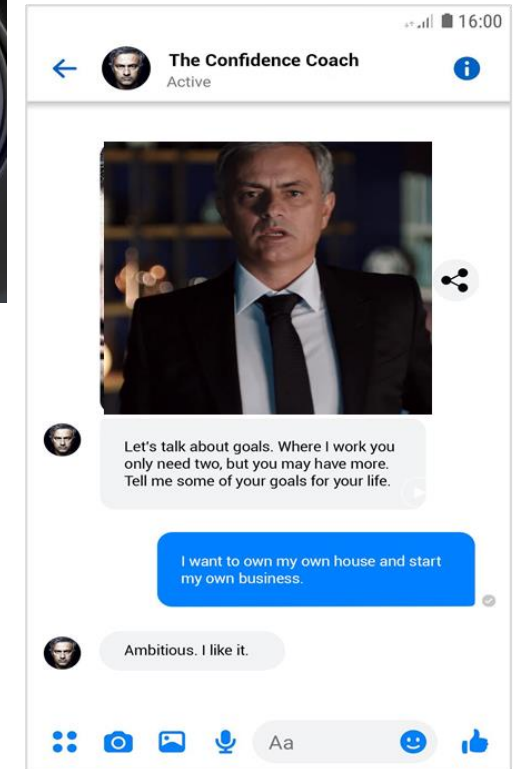 16:00
The Confidence Coach
Active
Let's talk about goals. Where I work you
only need two, but you may have more.
Tell me some of your goals for your life.
I want to own my own house and start
my own business.
Ambitious. I like it.
Aa